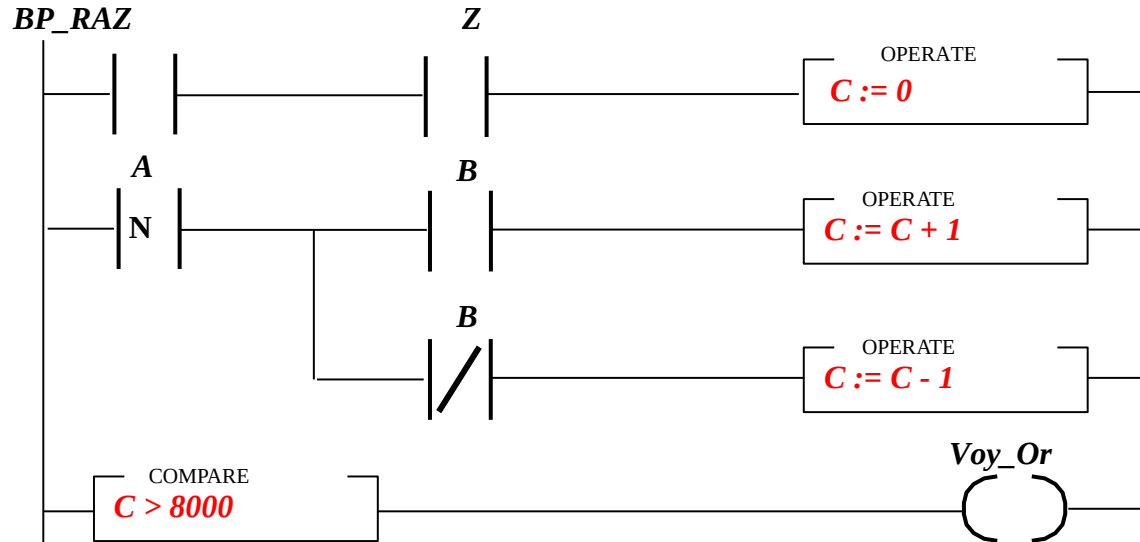 BP_RAZ Z
OPERATE
C := 0
A B
N
OPERATE
C := C + 1
B
OPERATE
C := C - 1
COMPARE
C > 8000
Voy_Or